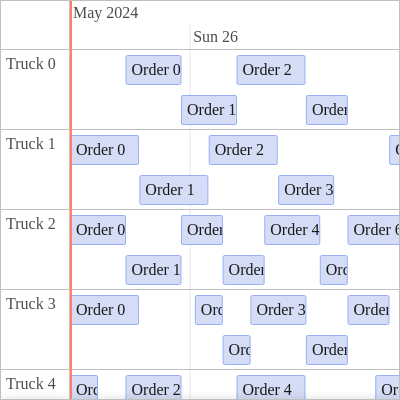 May 2024
Sun 26
Truck 0
Order 0
Order 2
Order 1
Order
Truck 1
Order 0
Order 2
Order 1
Order 3
Truck 2
Order 0
Order
Order 4
Order 6
Order 1
Order
Ord
Truck 3
Order 0
Ord
Order 3
Order
Ord
Order
Truck 4
Ord
Order 2
Order 4
Ord